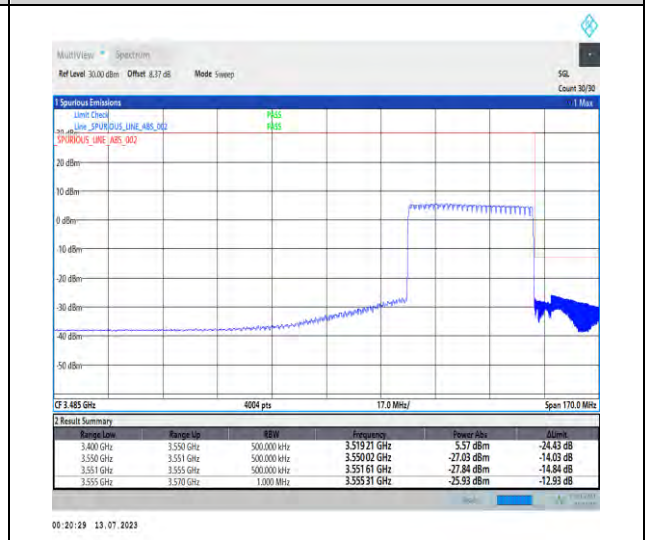 MultiView Spectrum
Ref Level 30.00 dBm Offset 8.37 dB Mode Sweep SGL
Count 30/30
1 Spurious Emissions 1 Max
Limit Check PASS
Line _SPURIOUS_LINE_ABS_002 PASS
SPURIOUS_LINE_ABS_002
20 dBm
10 dBm
0 dBm
-10 dBm
-20 dBm
-30 dBm
-40 dBm
-50 dBm
CF 3.485 GHz 4004 pts 17.0 MHz/ Span 170.0 MHz
2 Result Summary
Range Low Range Up RBW Frequency Power Abs ΔLimit
3.400 GHz 3.550 GHz 500.000 kHz 3.519 21 GHz 5.57 dBm -24.43 dB
3.550 GHz 3.551 GHz 500.000 kHz 3.550 02 GHz -27.03 dBm -14.03 dB
3.551 GHz 3.555 GHz 500.000 kHz 3.551 61 GHz -27.84 dBm -14.84 dB
3.555 GHz 3.570 GHz 1.000 MHz 3.555 31 GHz -25.93 dBm -12.93 dB
00:20:29 13.07.2023